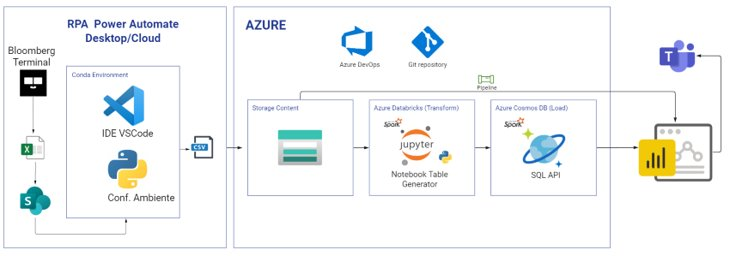 RPA  Power Automate
Desktop/Cloud
Bloomberg
Terminal
Conda Environment
IDE VSCode
Conf. Ambiente
CSV
X
S
AZURE
Azure DevOps
Git repository
Pipeline
Storage Content
Azure Databricks (Transform)
Spark
jupyter
Notebook Table
Generator
Azure Cosmos DB (Load)
Spark
SQL API
T